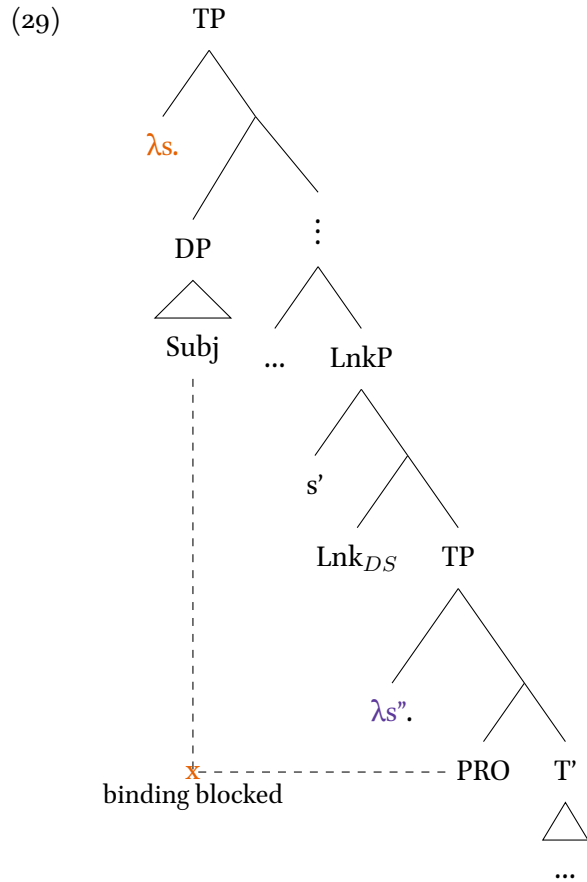 (29)
TP
λs.
DP
⋮
Subj
...
LnkP
s’
Lnk_DS
TP
λs”.
PRO
T’
x
binding blocked
...